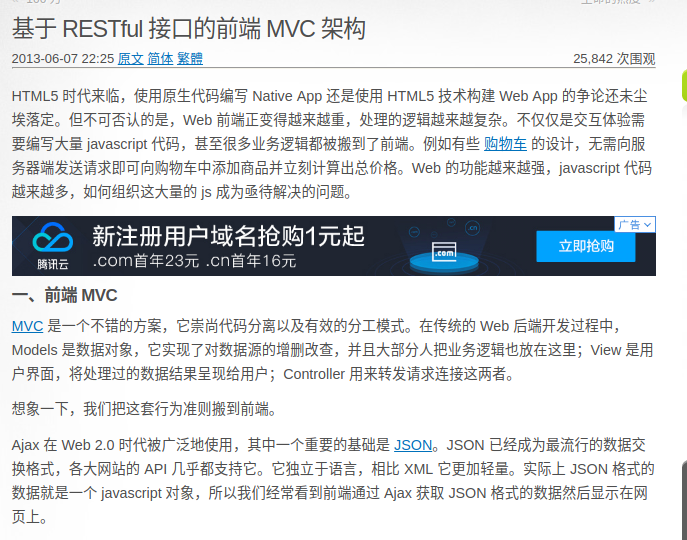 基于 RESTful 接口的前端 MVC 架构
2013-06-07 22:25 原文 简体 繁體 25,842 次围观
HTML5 时代来临，使用原生代码编写 Native App 还是使用 HTML5 技术构建 Web App 的争论还未尘
埃落定。但不可否认的是，Web 前端正变得越来越重，处理的逻辑越来越复杂。不仅仅是交互体验需
要编写大量 javascript 代码，甚至很多业务逻辑都被搬到了前端。例如有些 购物车 的设计，无需向服
务器端发送请求即可向购物车中添加商品并立刻计算出总价格。Web 的功能越来越强，javascript 代码
越来越多，如何组织这大量的 js 成为亟待解决的问题。
广告
新注册用户域名抢购1元起
腾讯云
.com首年23元 .cn首年16元
.com
立即抢购
一、前端 MVC
MVC 是一个不错的方案，它崇尚代码分离以及有效的分工模式。在传统的 Web 后端开发过程中，
Models 是数据对象，它实现了对数据源的增删改查，并且大部分人把业务逻辑也放在这里；View 是用
户界面，将处理过的数据结果呈现给用户；Controller 用来转发请求连接这两者。
想象一下，我们把这套行为准则搬到前端。
Ajax 在 Web 2.0 时代被广泛地使用，其中一个重要的基础是 JSON。JSON 已经成为最流行的数据交
换格式，各大网站的 API 几乎都支持它。它独立于语言，相比 XML 它更加轻量。实际上 JSON 格式的
数据就是一个 javascript 对象，所以我们经常看到前端通过 Ajax 获取 JSON 格式的数据然后显示在网
页上。